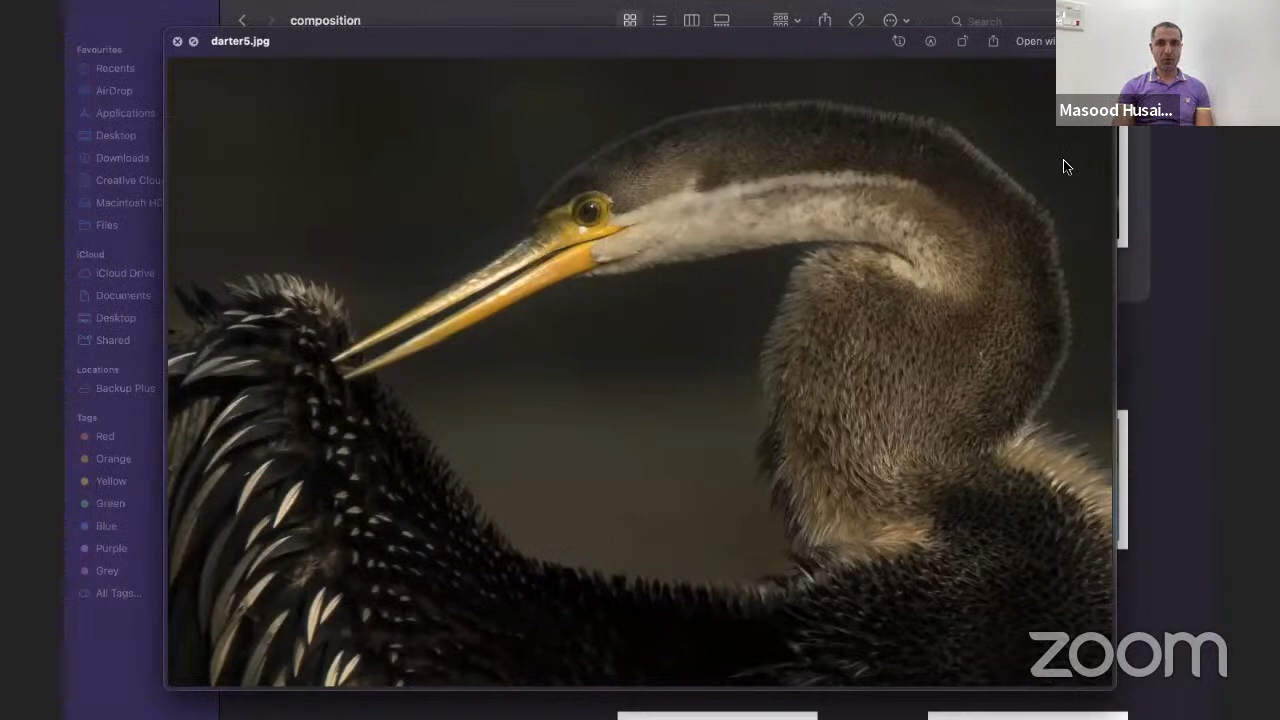 composition
Search
darter5.jpg
Open wi
Masood Husai...
Favourites
Recents
AirDrop
Applications
Desktop
Downloads
Creative Clou
Macintosh HD
Files
iCloud
iCloud Drive
Documents
Desktop
Shared
Locations
Backup Plus
Tags
Red
Orange
Yellow
Green
Blue
Purple
Grey
All Tags...
zoom